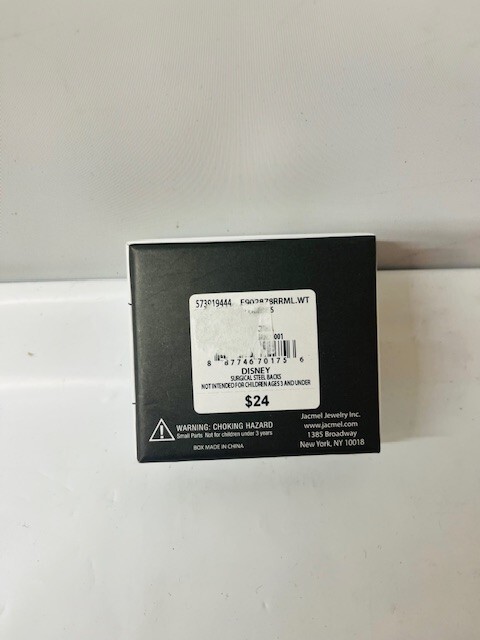 573919444 E902878RRML.WT
001
8 87746 70175 6
DISNEY
SURGICAL STEEL BACKS
NOT INTENDED FOR CHILDREN AGES 3 AND UNDER
$24
WARNING: CHOKING HAZARD
Small Parts Not for children under 3 years
BOX MADE IN CHINA
Jacmel Jewelry Inc.
www.jacmel.com
1385 Broadway
New York, NY 10018